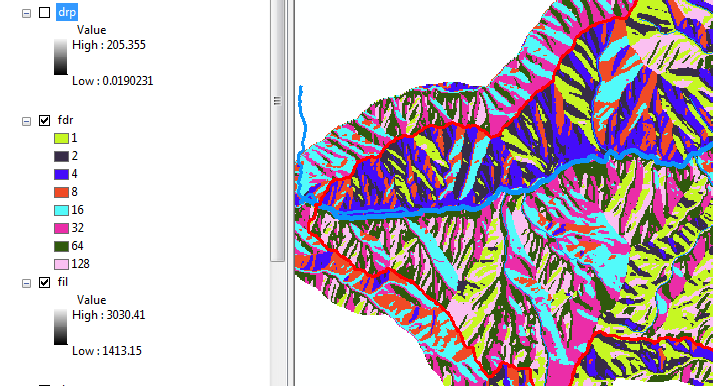 drp
Value
High : 205.355
Low : 0.0190231
fdr
1
2
4
8
16
32
64
128
fil
Value
High : 3030.41
Low : 1413.15